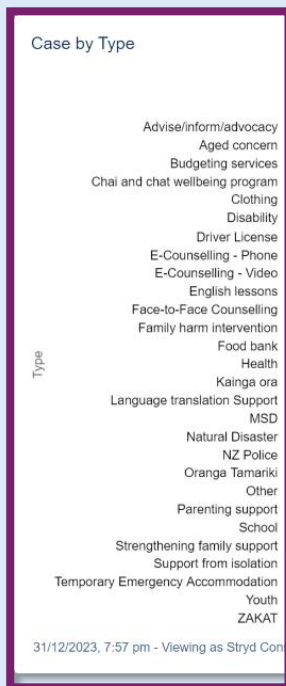 Case by Type
Advise/inform/advocacy
Aged concern
Budgeting services
Chai and chat wellbeing program
Clothing
Disability
Driver License
E-Counselling - Phone
E-Counselling - Video
English lessons
Face-to-Face Counselling
Family harm intervention
Food bank
Health
Kainga ora
Language translation Support
MSD
Natural Disaster
NZ Police
Oranga Tamariki
Other
Parenting support
School
Strengthening family support
Support from isolation
Temporary Emergency Accommodation
Youth
ZAKAT
Type
31/12/2023, 7:57 pm - Viewing as Stryd Con